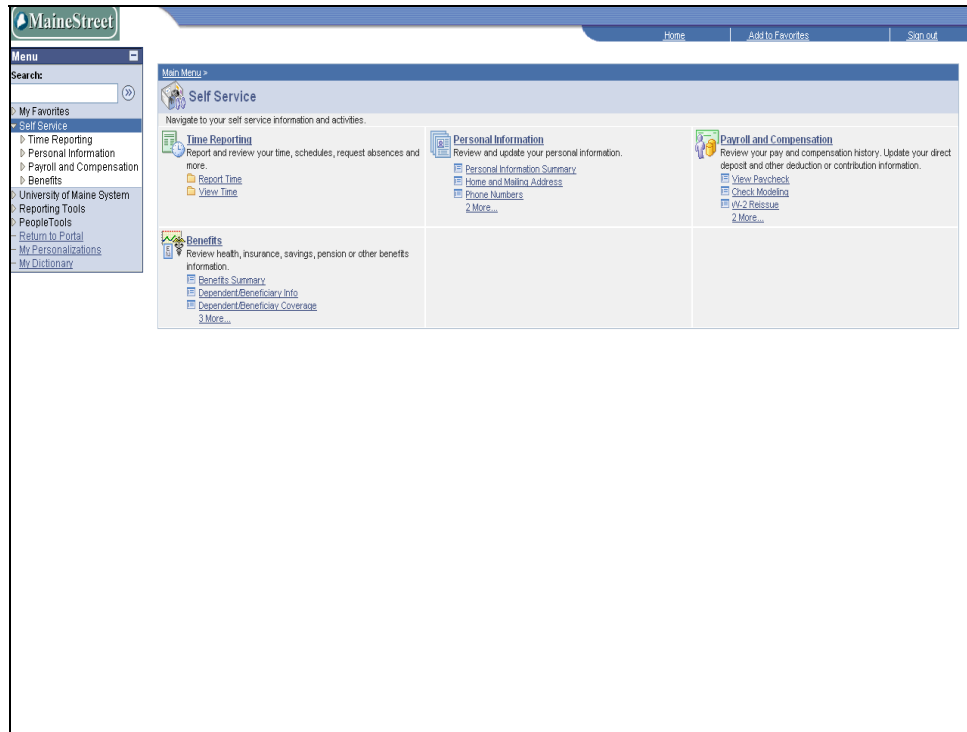 MaineStreet
Home
Add to Favorites
Sign out
Menu
Search:
My Favorites
Self Service
Time Reporting
Personal Information
Payroll and Compensation
Benefits
University of Maine System
Reporting Tools
PeopleTools
Return to Portal
My Personalizations
My Dictionary
Main Menu >
Self Service
Navigate to your self service information and activities.
Time Reporting
Report and review your time, schedules, request absences and
more.
Report Time
View Time
Personal Information
Review and update your personal information.
Personal Information Summary
Home and Mailing Address
Phone Numbers
2 More...
Payroll and Compensation
Review your pay and compensation history. Update your direct
deposit and other deduction or contribution information.
View Paycheck
Check Modeling
W-2 Reissue
2 More...
Benefits
Review health, insurance, savings, pension or other benefits
information.
Benefits Summary
Dependent/Beneficiary Info
Dependent/Beneficiay Coverage
3 More...